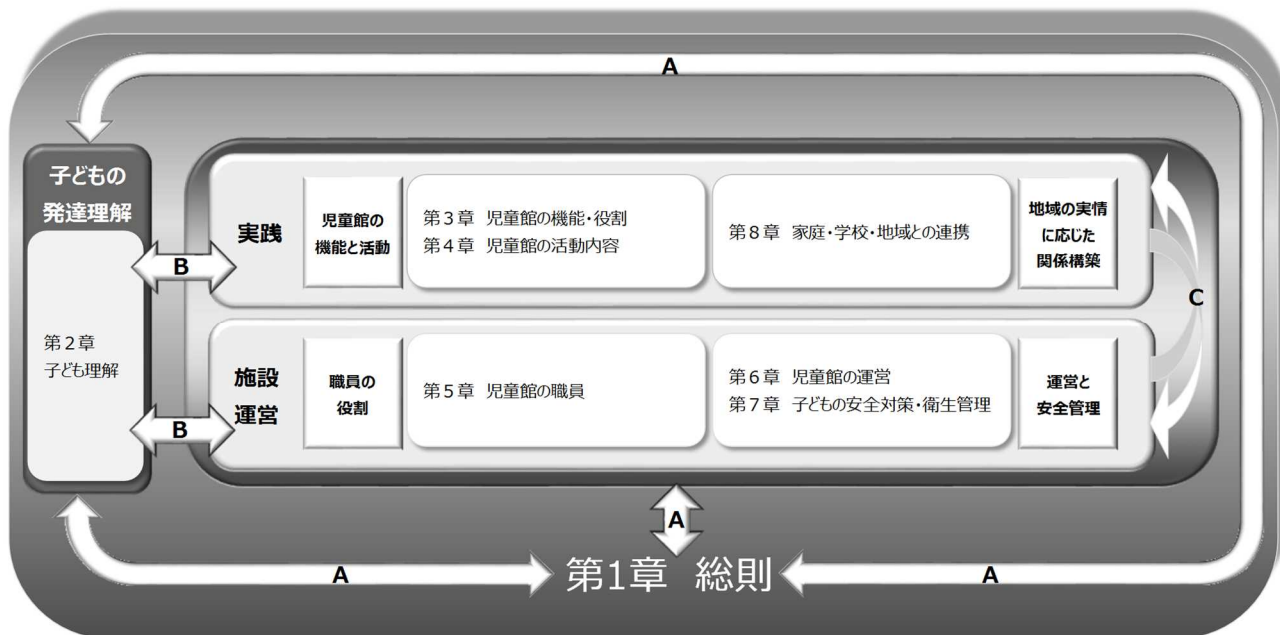 A
子どもの
発達理解
第２章
子ども理解
B
B
実践
児童館の
機能と活動
第３章 児童館の機能・役割
第４章 児童館の活動内容
第８章 家庭・学校・地域との連携
地域の実情
に応じた
関係構築
C
施設
運営
職員の
役割
第５章 児童館の職員
第６章 児童館の運営
第７章 子どもの安全対策・衛生管理
運営と
安全管理
A
A
第1章 総則
A